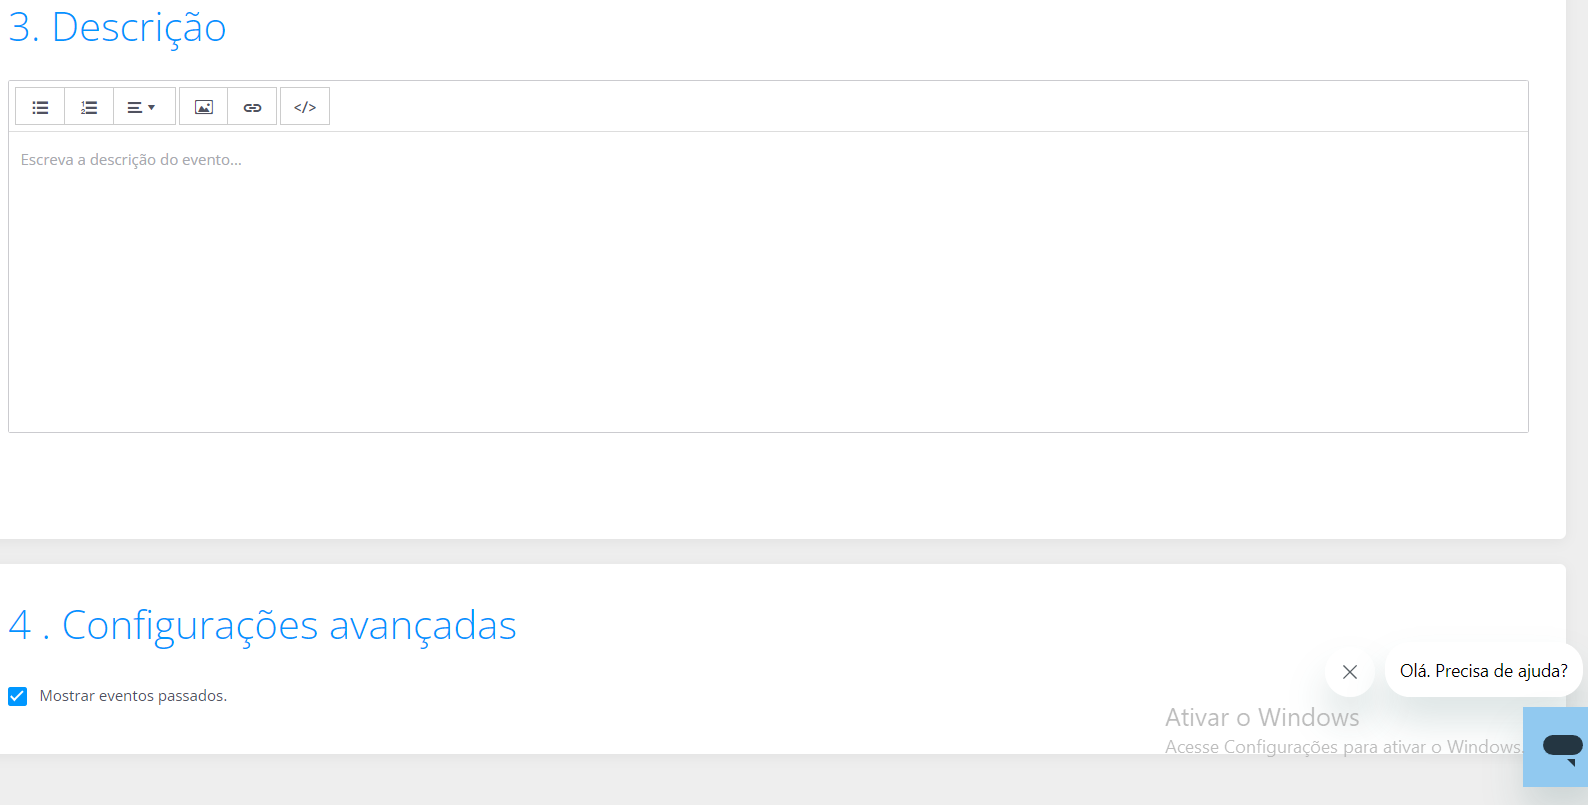 3. Descrição
</>
Escreva a descrição do evento...
4 . Configurações avançadas
Mostrar eventos passados.
Olá. Precisa de ajuda?
Ativar o Windows
Acesse Configurações para ativar o Windows.